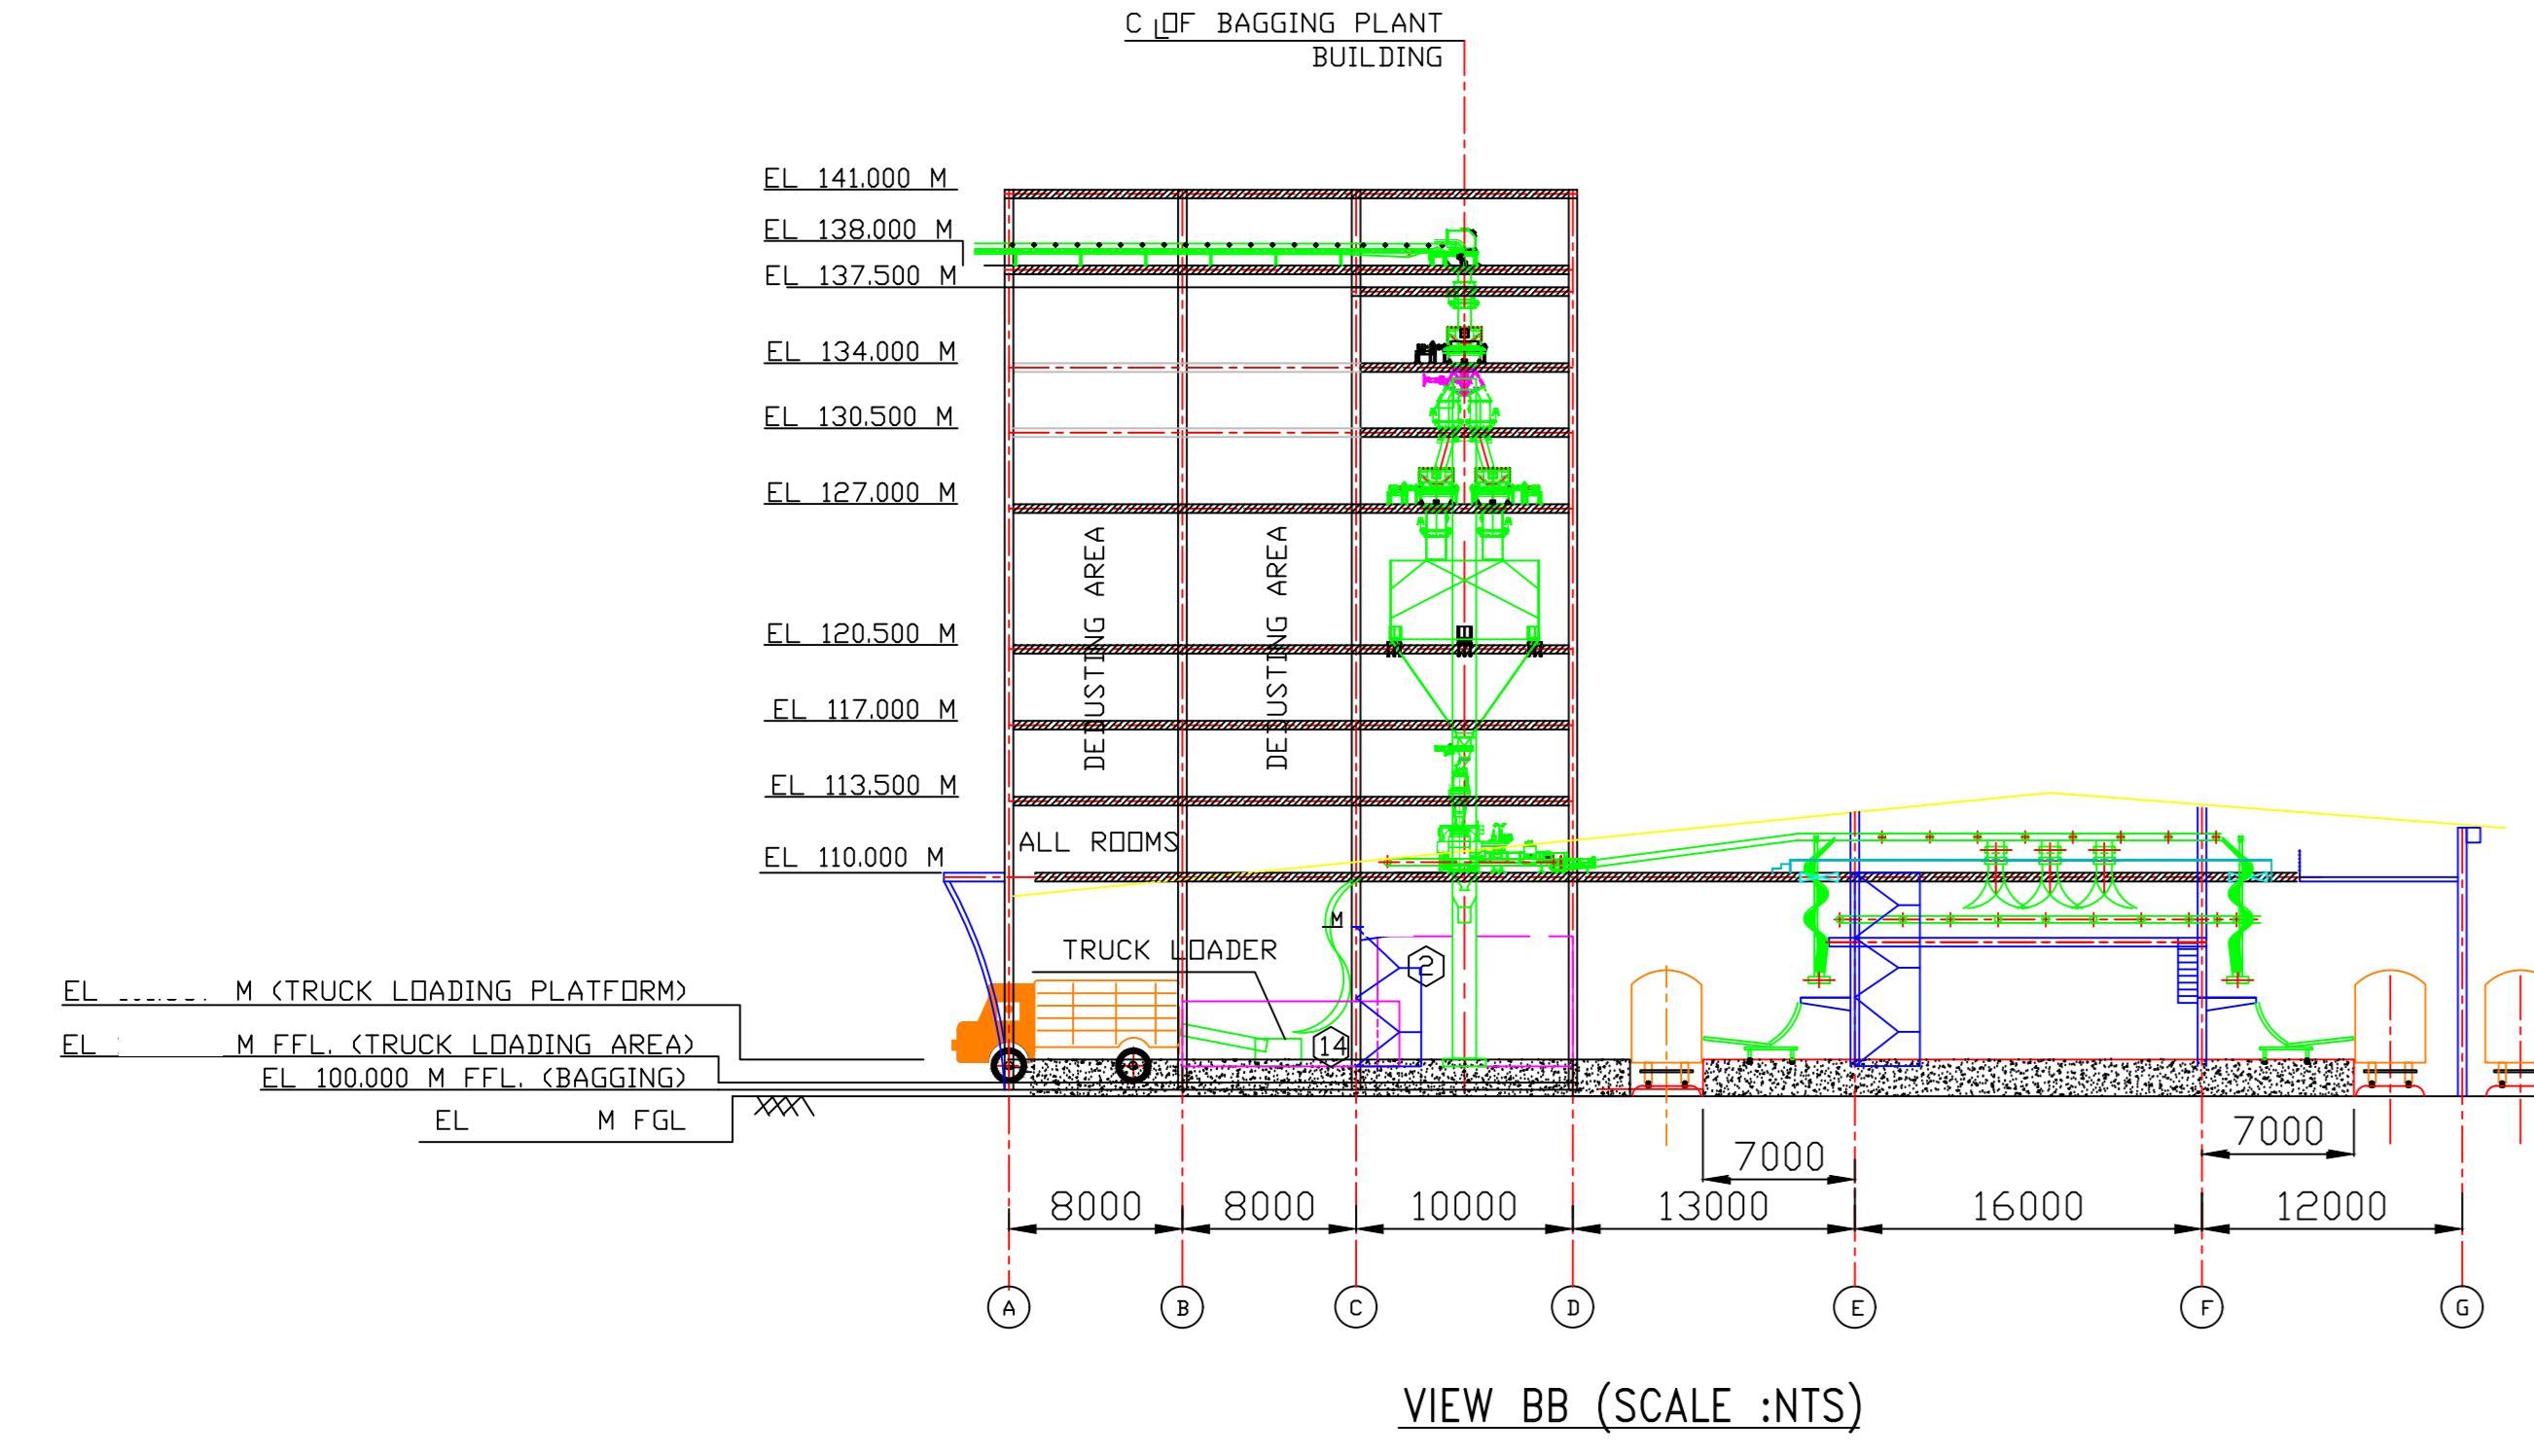 C L OF BAGGING PLANT
BUILDING
EL 141.000 M
EL 138.000 M
EL 137.500 M
EL 134.000 M
EL 130.500 M
EL 127.000 M
EL 120.500 M
EL 117.000 M
EL 113.500 M
EL 110.000 M
DEDUSTING AREA
DEDUSTING AREA
ALL ROOMS
M
TRUCK LOADER
2
14
EL M (TRUCK LOADING PLATFORM)
EL M FFL. (TRUCK LOADING AREA)
EL 100.000 M FFL. (BAGGING)
EL M FGL
7000
7000
8000 8000 10000 13000 16000 12000
A B C D E F G
VIEW BB (SCALE :NTS)